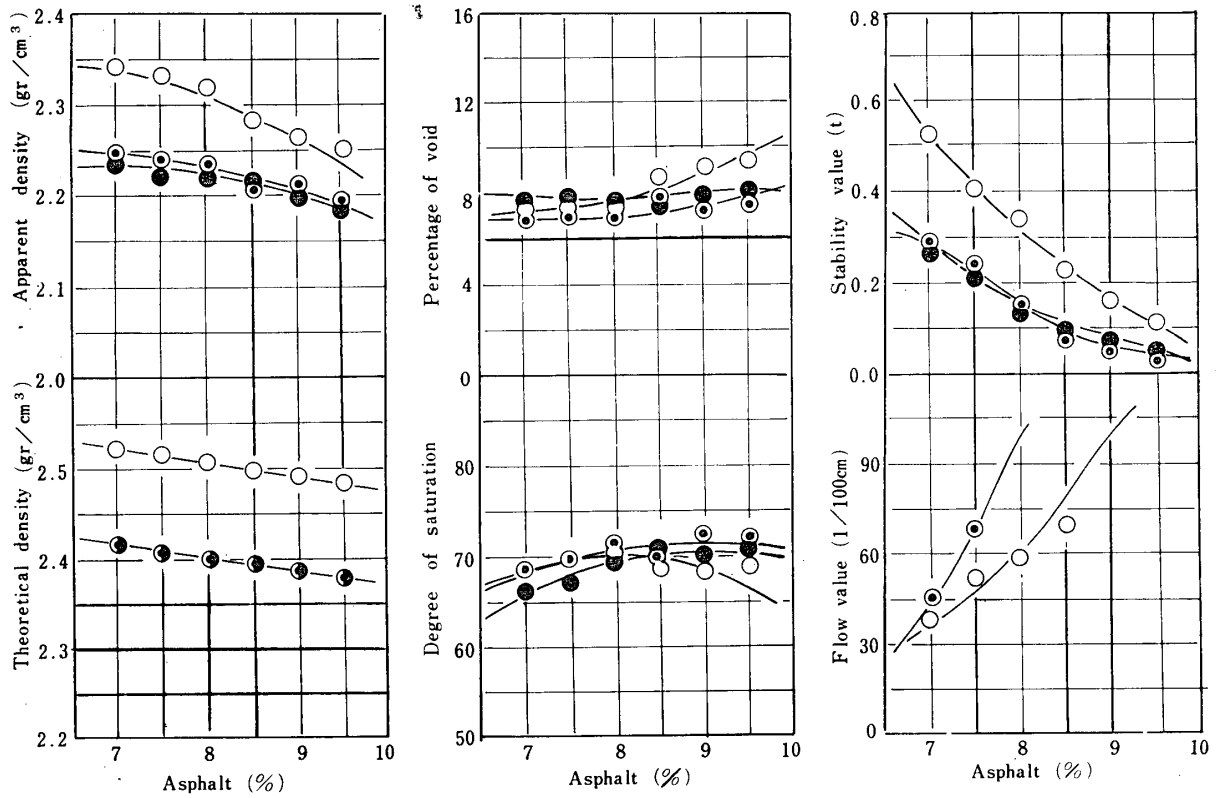 Apparent density (gr/cm³)
2.4
2.3
2.2
2.1
2.0
Theoretical density (gr/cm³)
2.5
2.4
2.3
2.2
7 8 9 10
Asphalt (%)
Percentage of void
16
12
8
4
0
Degree of saturation
80
70
60
50
7 8 9 10
Asphalt (%)
Stability value (t)
0.8
0.6
0.4
0.2
0.0
Flow value (1/100cm)
90
60
30
0
7 8 9 10
Asphalt (%)